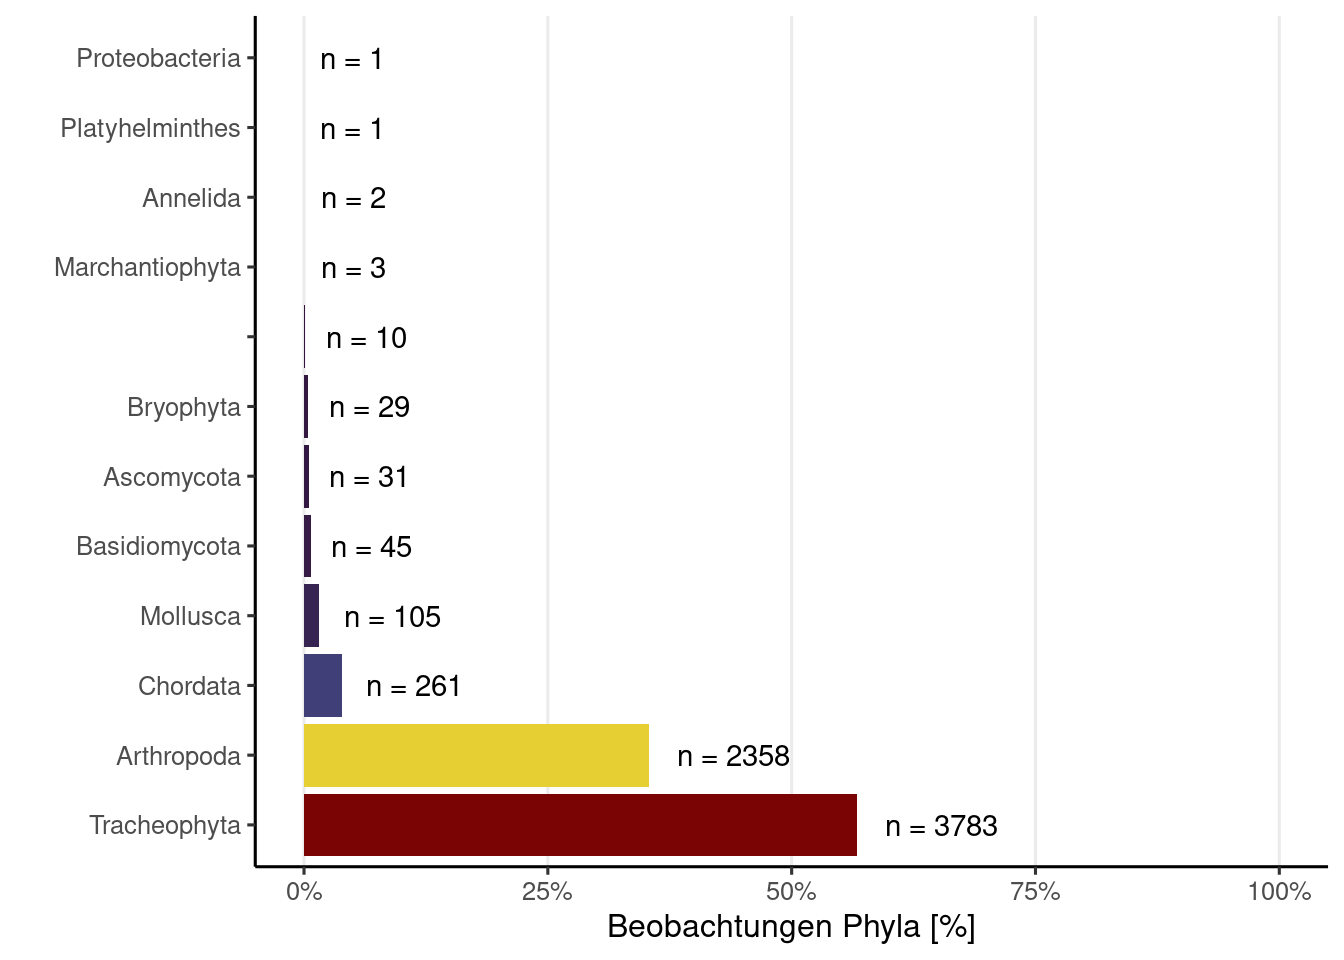 Proteobacteria n = 1
Platyhelminthes n = 1
Annelida n = 2
Marchantiophyta n = 3
n = 10
Bryophyta n = 29
Ascomycota n = 31
Basidiomycota n = 45
Mollusca n = 105
Chordata n = 261
Arthropoda n = 2358
Tracheophyta n = 3783
0% 25% 50% 75% 100%
Beobachtungen Phyla [%]